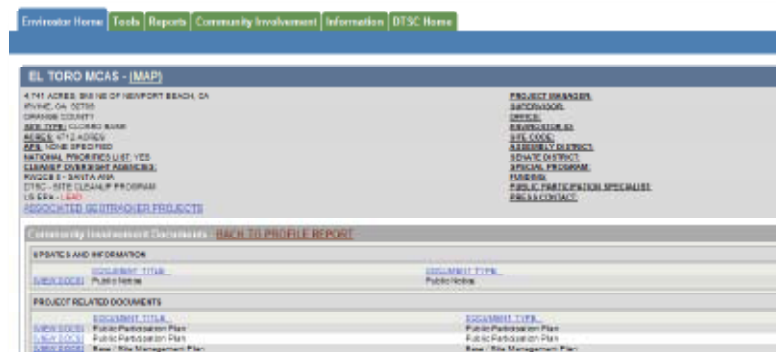 Envirostor Home Tools Reports Community Involvement Information DTSC Home
EL TORO MCAS - (MAP)
4,741 ACRES, 8MI NE OF NEWPORT BEACH, CA
IRVINE, CA
ORANGE COUNTY
SITE TYPE: CLOSED BASE
ACRES: 4712 ACRES
APN: NONE SPECIFIED
NATIONAL PRIORITIES LIST: YES
CLEANUP OVERSIGHT AGENCIES:
RWQCB 8 - SANTA ANA
DTSC - SITE CLEANUP PROGRAM
US EPA - LEAD
ASSOCIATED GEOTRACKER PROJECTS
PROJECT MANAGER:
SUPERVISOR:
OFFICE:
ENVIROSTOR ID:
SITE CODE:
ASSEMBLY DISTRICT:
SENATE DISTRICT:
SPECIAL PROGRAM:
FUNDING:
PUBLIC PARTICIPATION SPECIALIST:
PRESS CONTACT:
Community Involvement Documents BACK TO PROFILE REPORT
UPDATES AND INFORMATION
DOCUMENT TITLE DOCUMENT TYPE
[VIEW DOCS] Public Notice Public Notice
PROJECT RELATED DOCUMENTS
DOCUMENT TITLE DOCUMENT TYPE
[VIEW DOCS] Public Participation Plan Public Participation Plan
[VIEW DOCS] Public Participation Plan Public Participation Plan
[VIEW DOCS] Base / Site Management Plan Base / Site Management Plan